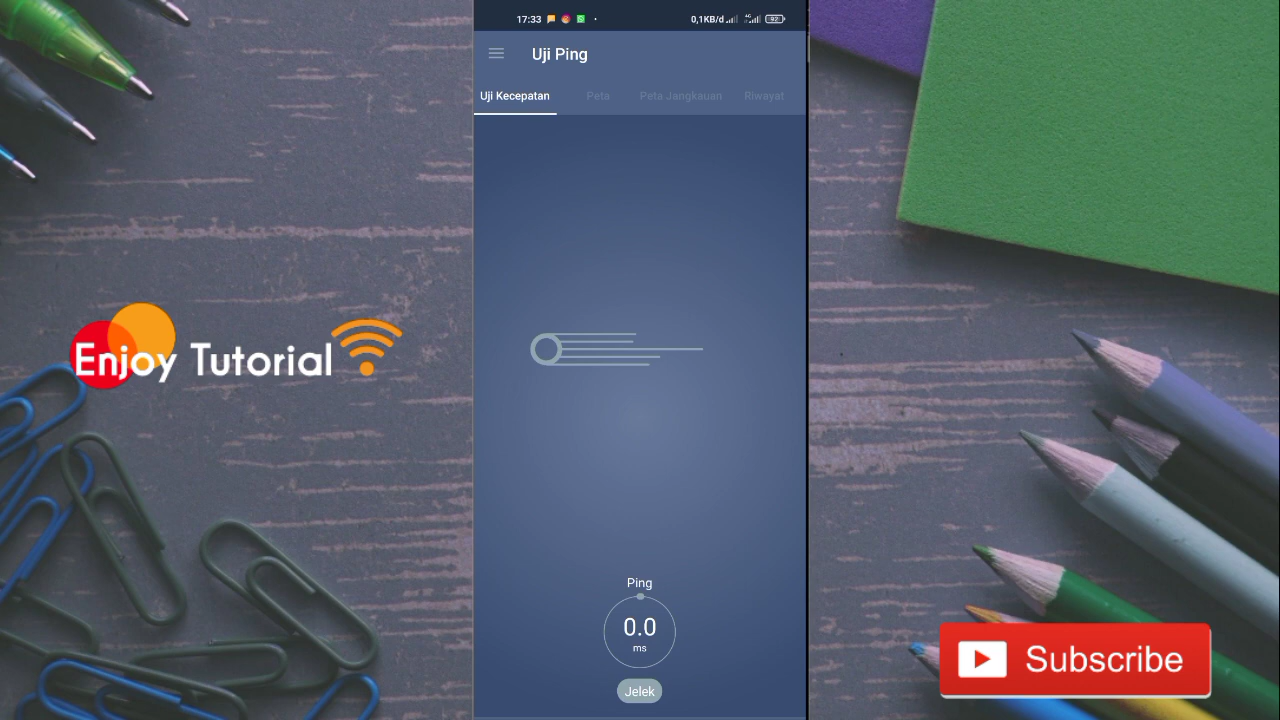 17:33
0,1KB/d
4G
92
Uji Ping
Uji Kecepatan
Peta
Peta Jangkauan
Riwayat
Enjoy Tutorial
Ping
0.0
ms
Jelek
Subscribe